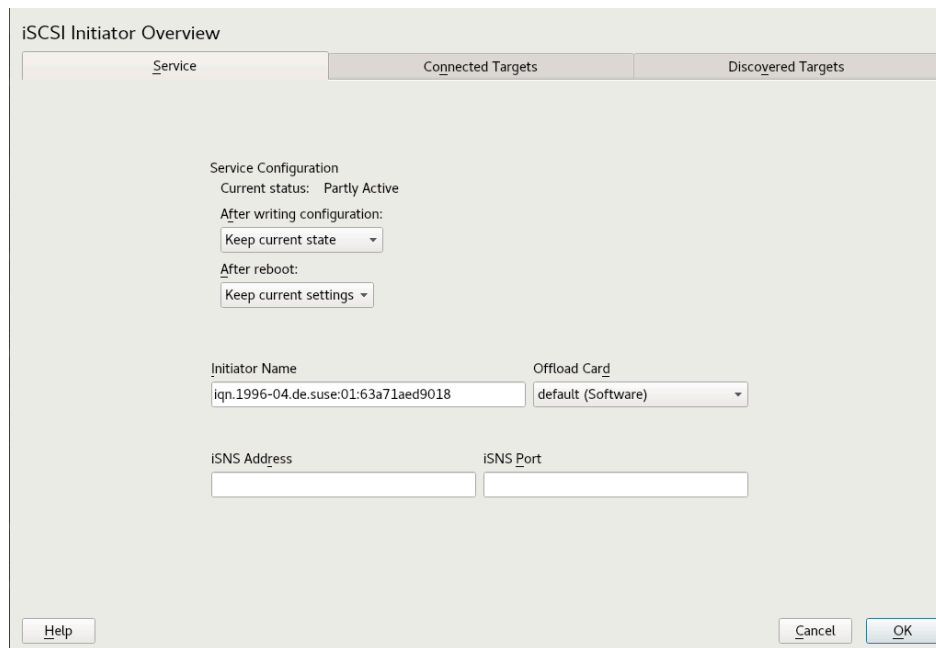 iSCSI Initiator Overview
Service Connected Targets Discovered Targets
Service Configuration
Current status: Partly Active
After writing configuration:
Keep current state
After reboot:
Keep current settings
Initiator Name Offload Card
iqn.1996-04.de.suse:01:63a71aed9018 default (Software)
iSNS Address iSNS Port
Help Cancel OK